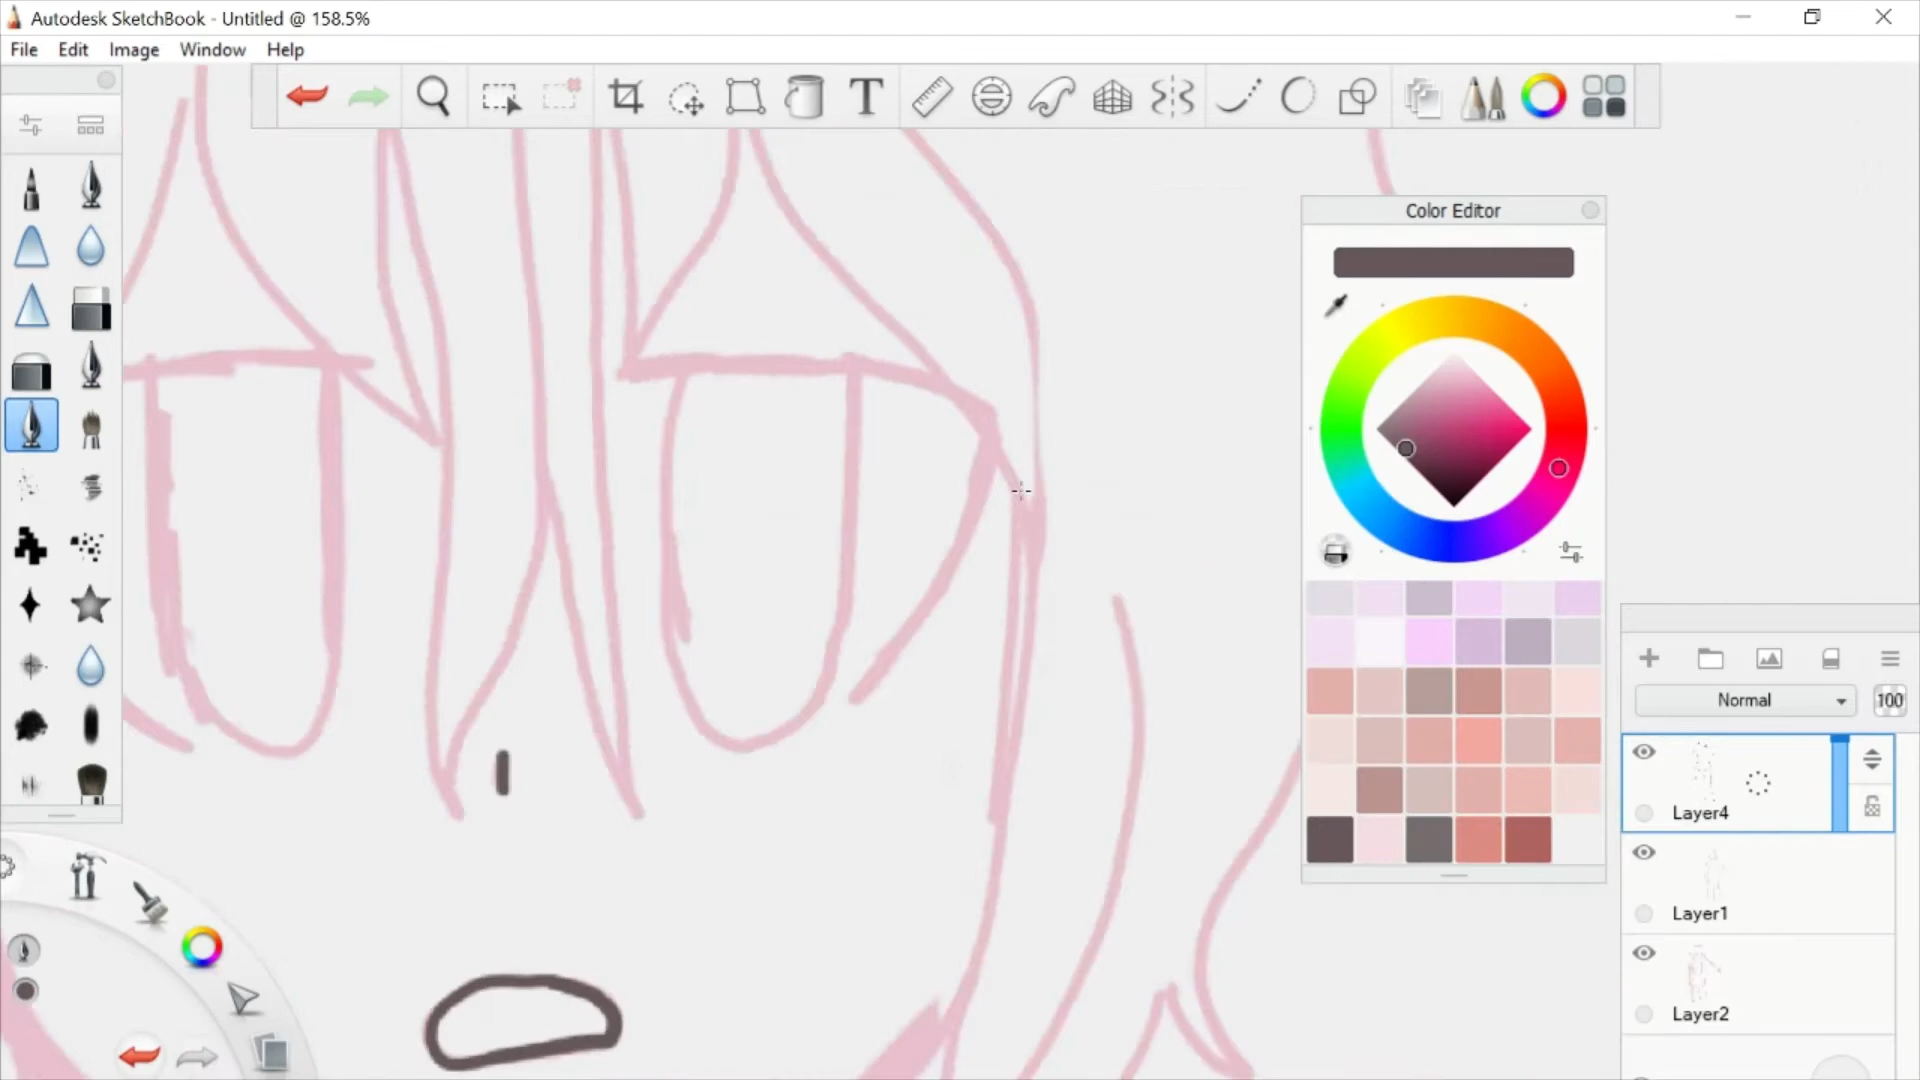 Autodesk SketchBook - Untitled @ 158.5%
File Edit Image Window Help
T
Color Editor
Normal 100
Layer4
Layer1
Layer2